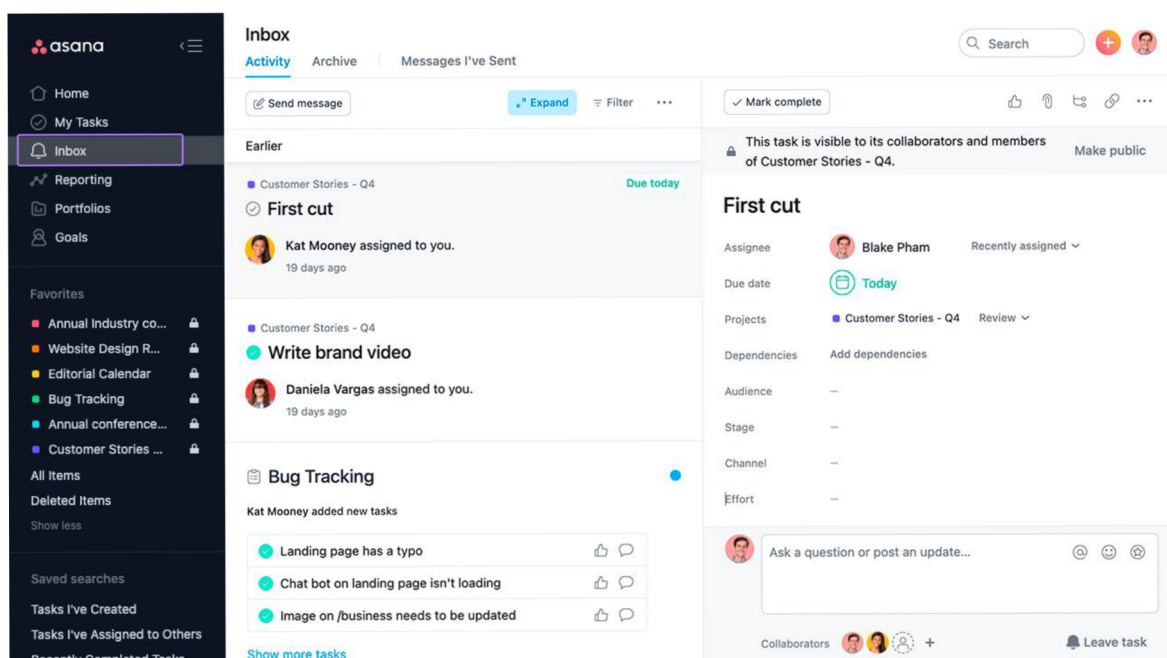 asana
Home
My Tasks
Inbox
Reporting
Portfolios
Goals
Favorites
Annual Industry co...
Website Design R...
Editorial Calendar
Bug Tracking
Annual conference...
Customer Stories ...
All Items
Deleted Items
Show less
Saved searches
Tasks I've Created
Tasks I've Assigned to Others
Recently Completed Tasks
Inbox
Activity Archive Messages I've Sent
Search
Send message Expand Filter
Earlier
Customer Stories - Q4 Due today
First cut
Kat Mooney assigned to you.
19 days ago
Customer Stories - Q4
Write brand video
Daniela Vargas assigned to you.
19 days ago
Bug Tracking
Kat Mooney added new tasks
Landing page has a typo
Chat bot on landing page isn't loading
Image on /business needs to be updated
Show more tasks
Mark complete
This task is visible to its collaborators and members
of Customer Stories - Q4.
Make public
First cut
Assignee Blake Pham Recently assigned
Due date Today
Projects Customer Stories - Q4 Review
Dependencies Add dependencies
Audience —
Stage —
Channel —
Effort —
Ask a question or post an update...
Collaborators Leave task